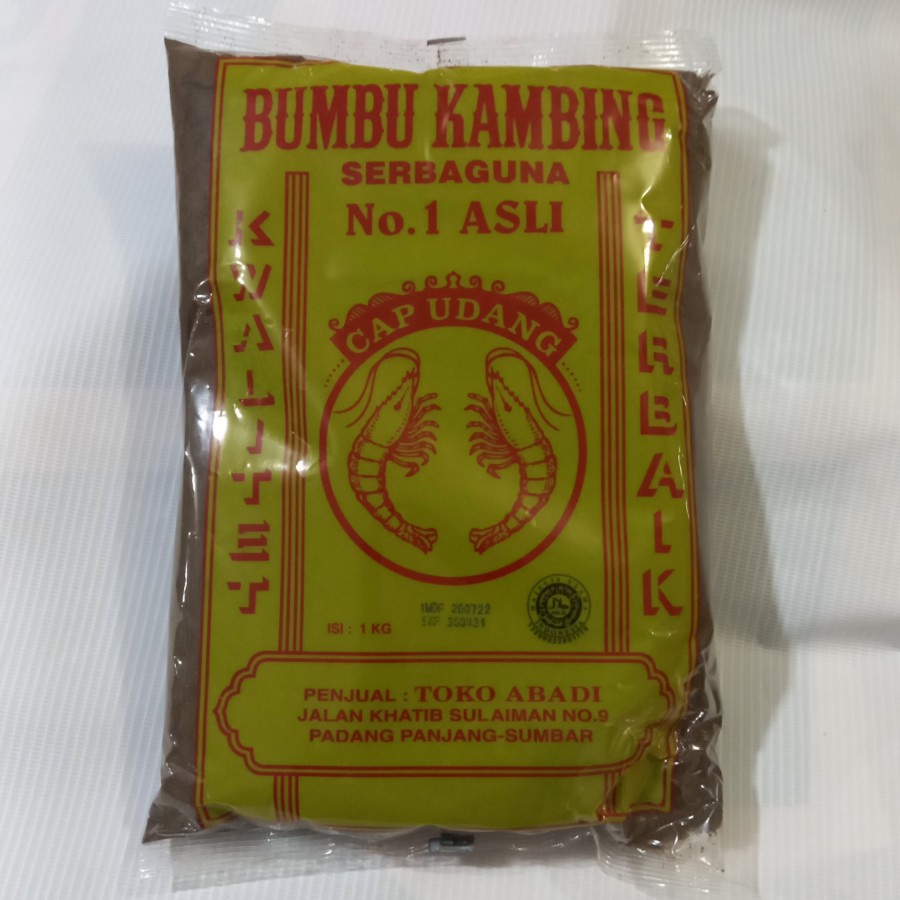 BUMBU KAMBING
SERBAGUNA
No.1 ASLI
KWALITET
TERBAIK
CAP UDANG
ISI : 1 KG
200722
PENJUAL : TOKO ABADI
JALAN KHATIB SULAIMAN NO.9
PADANG PANJANG-SUMBAR